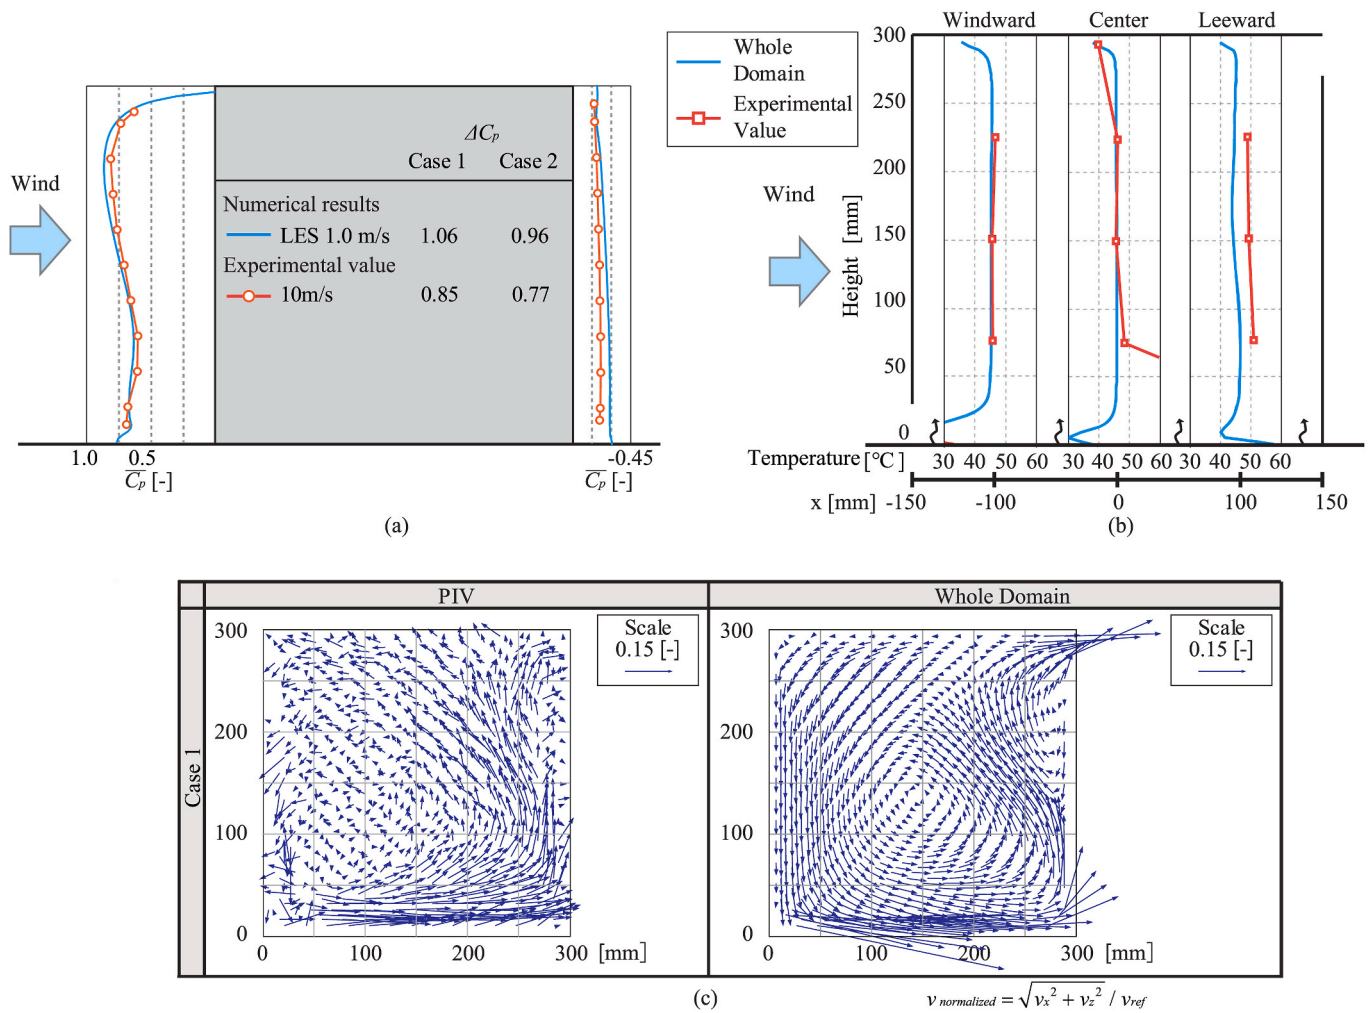 Wind
ΔCp
Case 1 Case 2
Numerical results
LES 1.0 m/s 1.06 0.96
Experimental value
10m/s 0.85 0.77
1.0 0.5 -0.45
Cp [-] Cp [-]
(a)
Whole Domain
Experimental Value
Wind
Windward Center Leeward
Height [mm]
300
250
200
150
100
50
0
Temperature [°C] 30 40 50 60 30 40 50 60 30 40 50 60
x [mm] -150 -100 0 100 150
(b)
PIV Whole Domain
Case 1
Scale
0.15 [-]
300
200
100
0
0 100 200 300 [mm]
Scale
0.15 [-]
300
200
100
0
0 100 200 300 [mm]
(c)
v normalized = √vx² + vz² / vref